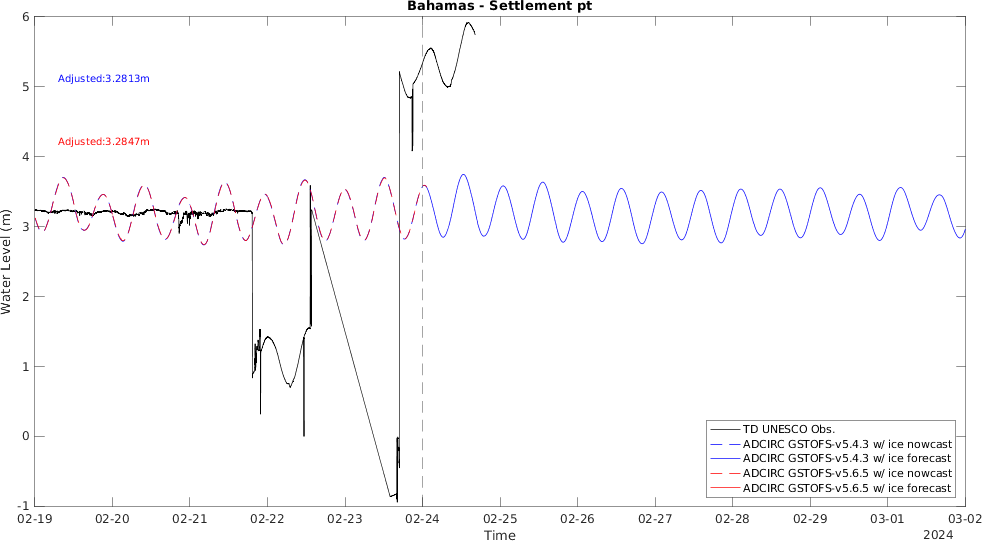 Bahamas - Settlement pt
6
5
4
3
2
1
0
-1
Water Level (m)
Adjusted:3.2813m
Adjusted:3.2847m
TD UNESCO Obs.
ADCIRC GSTOFS-v5.4.3 w/ ice nowcast
ADCIRC GSTOFS-v5.4.3 w/ ice forecast
ADCIRC GSTOFS-v5.6.5 w/ ice nowcast
ADCIRC GSTOFS-v5.6.5 w/ ice forecast
02-19 02-20 02-21 02-22 02-23 02-24 02-25 02-26 02-27 02-28 02-29 03-01 03-02
Time
2024